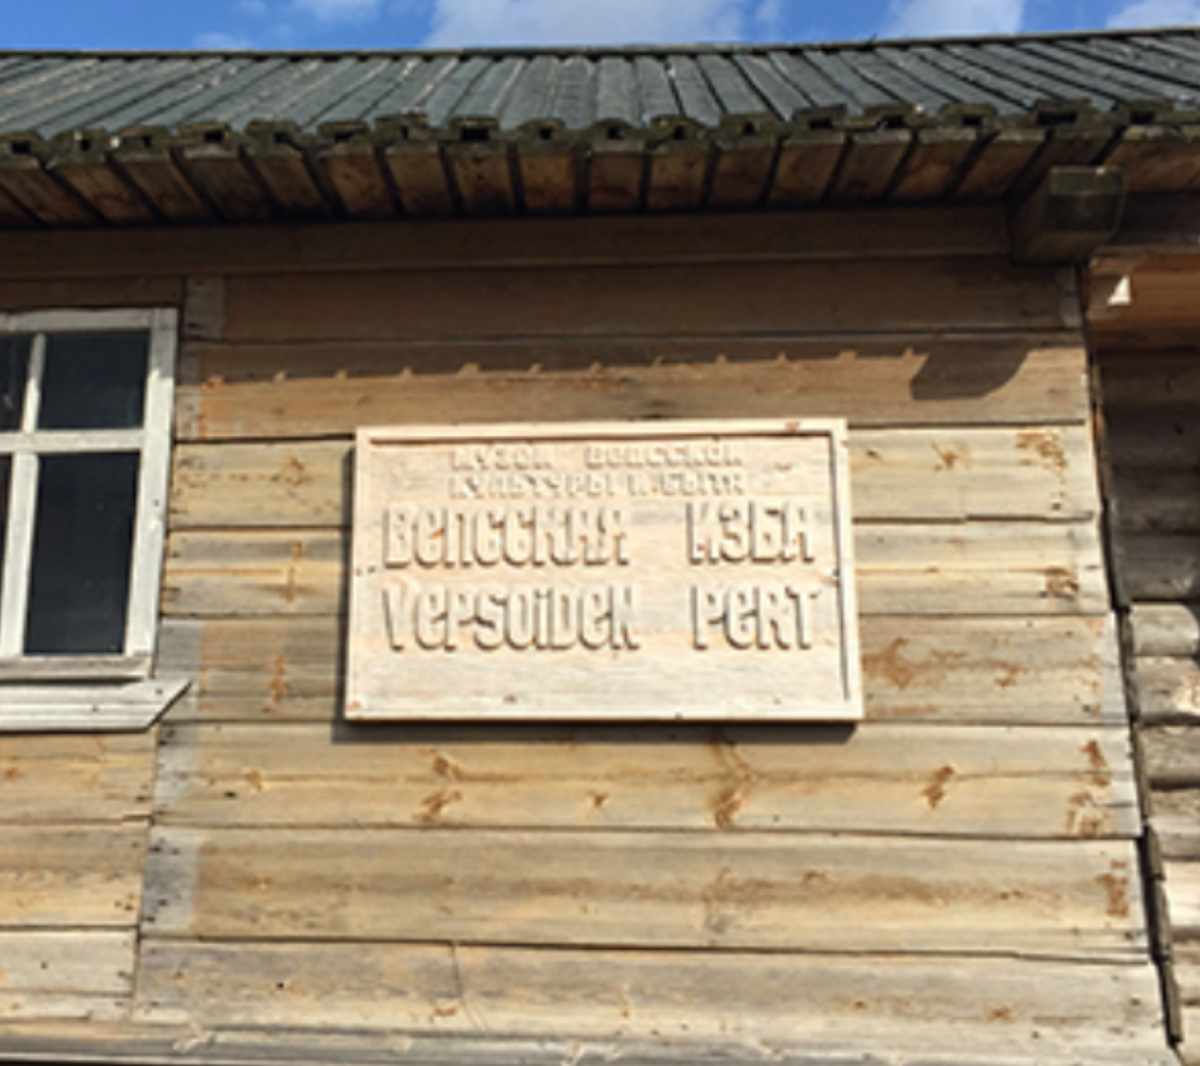 МУЗЕЙ ВЕПССКОЙ
КУЛЬТУРЫ И БЫТА
ВЕПССКАЯ ИЗБА
VEPSOIDEN PERT